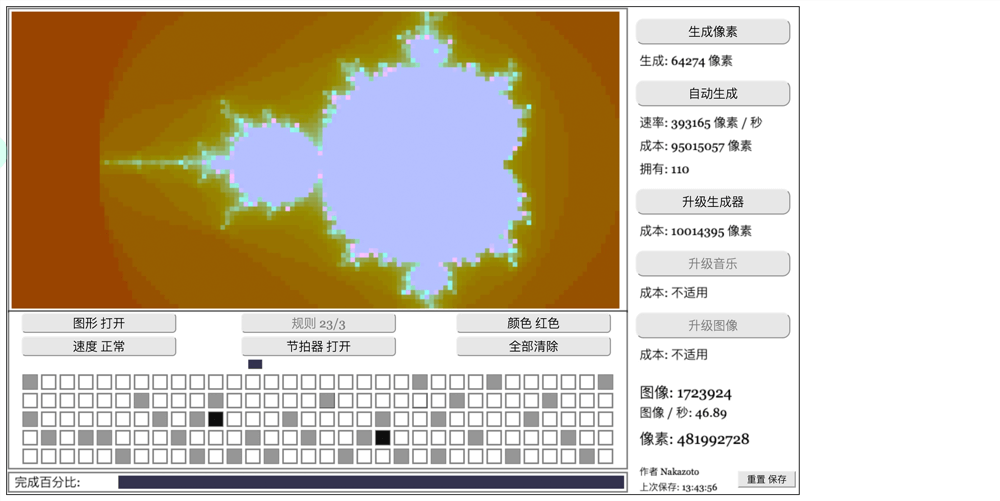 生成像素
生成: 64274 像素
自动生成
速率: 393165 像素 / 秒
成本: 95015057 像素
拥有: 110
升级生成器
成本: 10014395 像素
升级音乐
成本: 不适用
升级图像
成本: 不适用
图像: 1723924
图像 / 秒: 46.89
像素: 481992728
作者 Nakazoto
上次保存: 13:43:56
重置 保存
图形 打开
规则 23/3
颜色 红色
速度 正常
节拍器 打开
全部清除
完成百分比: